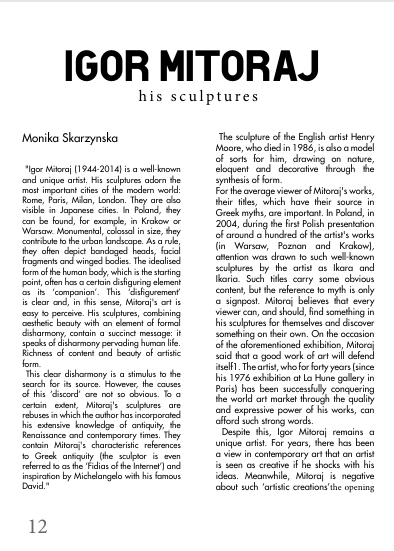 IGOR MITORAJ
his sculptures
Monika Skarzynska
"Igor Mitoraj (1944-2014) is a well-known
and unique artist. His sculptures adorn the
most important cities of the modern world:
Rome, Paris, Milan, London. They are also
visible in Japanese cities. In Poland, they
can be found, for example, in Krakow or
Warsaw. Monumental, colossal in size, they
contribute to the urban landscape. As a rule,
they often depict bandaged heads, facial
fragments and winged bodies. The idealised
form of the human body, which is the starting
point, often has a certain disfiguring element
as its 'companion'. This 'disfigurement'
is clear and, in this sense, Mitoraj's art is
easy to perceive. His sculptures, combining
aesthetic beauty with an element of formal
disharmony, contain a succinct message: it
speaks of disharmony pervading human life.
Richness of content and beauty of artistic
form.
This clear disharmony is a stimulus to the
search for its source. However, the causes
of this 'discord' are not so obvious. To a
certain extent, Mitoraj's sculptures are
rebuses in which the author has incorporated
his extensive knowledge of antiquity, the
Renaissance and contemporary times. They
contain Mitoraj's characteristic references
to Greek antiquity (the sculptor is even
referred to as the 'Fidias of the Internet') and
inspiration by Michelangelo with his famous
David."
The sculpture of the English artist Henry
Moore, who died in 1986, is also a model
of sorts for him, drawing on nature,
eloquent and decorative through the
synthesis of form.
For the average viewer of Mitoraj's works,
their titles, which have their source in
Greek myths, are important. In Poland, in
2004, during the first Polish presentation
of around a hundred of the artist's works
(in Warsaw, Poznan and Krakow),
attention was drawn to such well-known
sculptures by the artist as Ikara and
Ikaria. Such titles carry some obvious
content, but the reference to myth is only
a signpost. Mitoraj believes that every
viewer can, and should, find something in
his sculptures for themselves and discover
something on their own. On the occasion
of the aforementioned exhibition, Mitoraj
said that a good work of art will defend
itself1. The artist, who for forty years (since
his 1976 exhibition at La Hune gallery in
Paris) has been successfully conquering
the world art market through the quality
and expressive power of his works, can
afford such strong words.
Despite this, Igor Mitoraj remains a
unique artist. For years, there has been
a view in contemporary art that an artist
is seen as creative if he shocks with his
ideas. Meanwhile, Mitoraj is negative
about such 'artistic creations'the opening
12